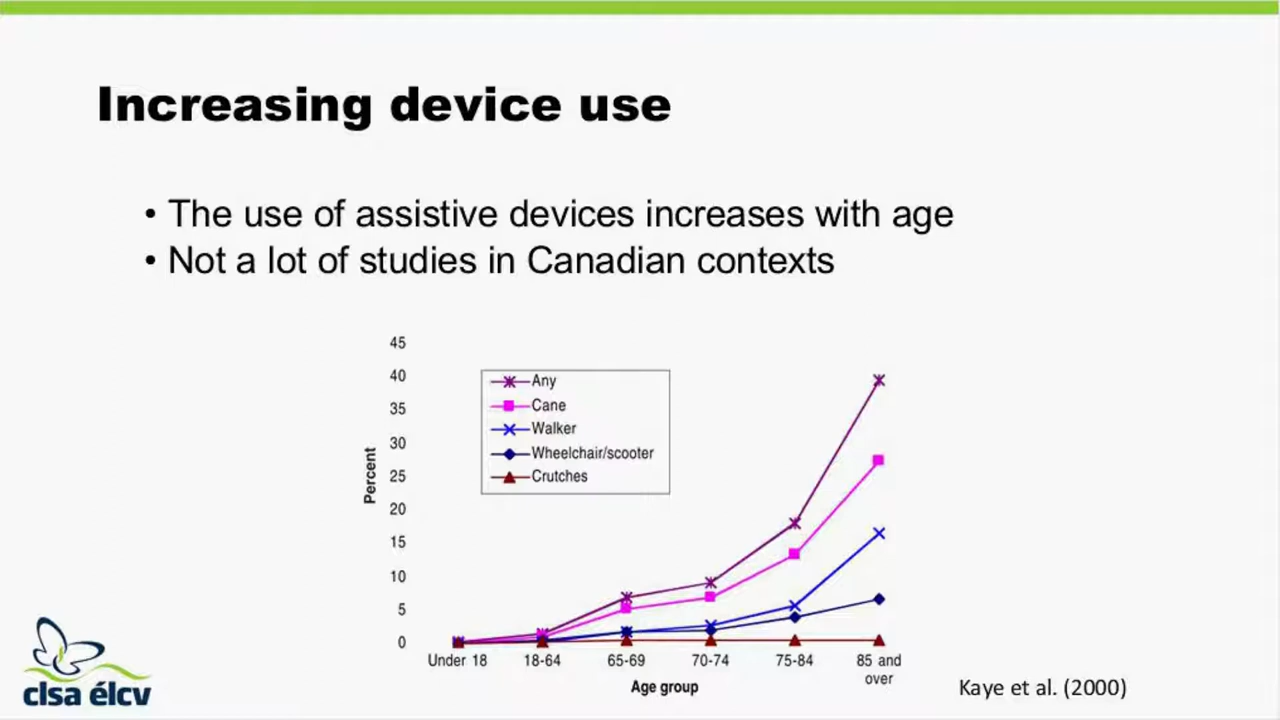 Increasing device use
• The use of assistive devices increases with age
• Not a lot of studies in Canadian contexts
45
40
35
30
25
20
15
10
5
0
Percent
Any
Cane
Walker
Wheelchair/scooter
Crutches
Under 18 18-64 65-69 70-74 75-84 85 and over
Age group
Kaye et al. (2000)
clsa élcv